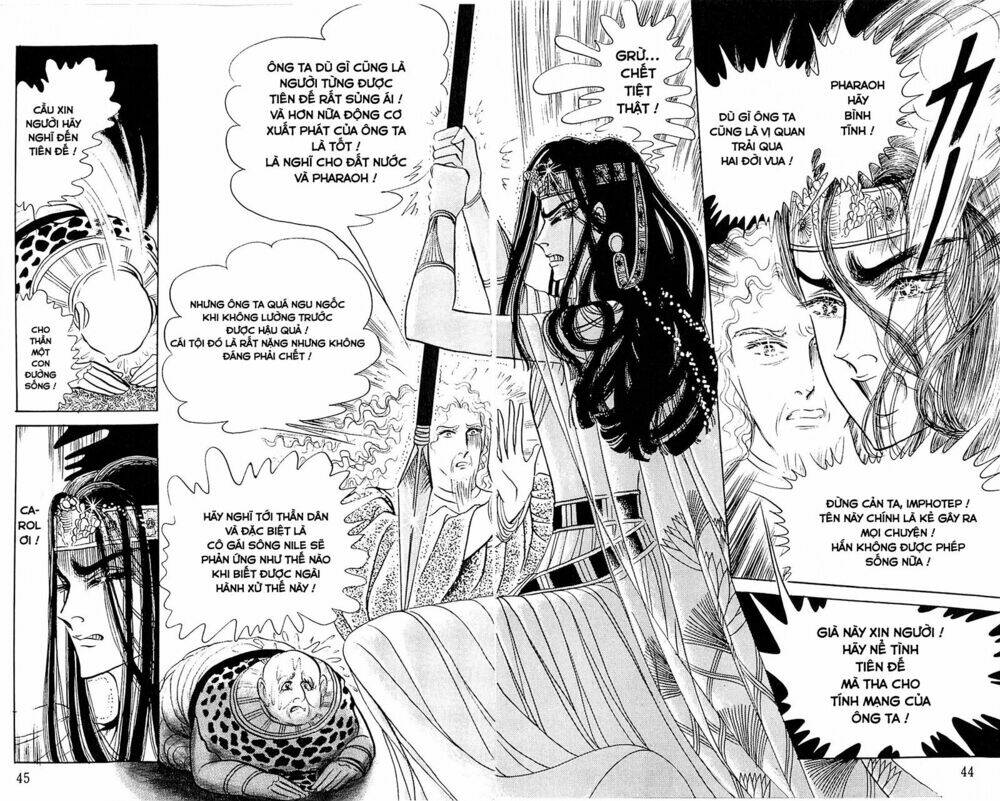 PHARAOH
HÃY
BÌNH
TĨNH !
DÙ GÌ ÔNG TA
CŨNG LÀ VỊ QUAN
TRẢI QUA
HAI ĐỜI VUA !
ĐỪNG CẢN TA, IMPHOTEP !
TÊN NÀY CHÍNH LÀ KẺ GÂY RA
MỌI CHUYỆN !
HẮN KHÔNG ĐƯỢC PHÉP
SỐNG NỮA !
GIÀ NÀY XIN NGƯỜI !
HÃY NỂ TÌNH
TIÊN ĐẾ
MÀ THA CHO
TÍNH MẠNG CỦA
ÔNG TA !
44
GRỪ...
CHẾT
TIỆT
THẬT !
ÔNG TA DÙ GÌ CŨNG LÀ
NGƯỜI TỪNG ĐƯỢC
TIÊN ĐẾ RẤT SỦNG ÁI !
VÀ HƠN NỮA ĐỘNG CƠ
XUẤT PHÁT CỦA ÔNG TA
LÀ TỐT !
LÀ NGHĨ CHO ĐẤT NƯỚC
VÀ PHARAOH !
NHƯNG ÔNG TA QUÁ NGU NGỐC
KHI KHÔNG LƯỜNG TRƯỚC
ĐƯỢC HẬU QUẢ !
CÁI TỘI ĐÓ LÀ RẤT NẶNG NHƯNG KHÔNG
ĐÁNG PHẢI CHẾT !
HÃY NGHĨ TỚI THẦN DÂN
VÀ ĐẶC BIỆT LÀ
CÔ GÁI SÔNG NILE SẼ
PHẢN ỨNG NHƯ THẾ NÀO
KHI BIẾT ĐƯỢC NGÀI
HÀNH XỬ THẾ NÀY !
CẦU XIN
NGƯỜI HÃY
NGHĨ ĐẾN
TIÊN ĐẾ !
CHO
THẦN
MỘT
CON
ĐƯỜNG
SỐNG !
CA-
ROL
ƠI !
45